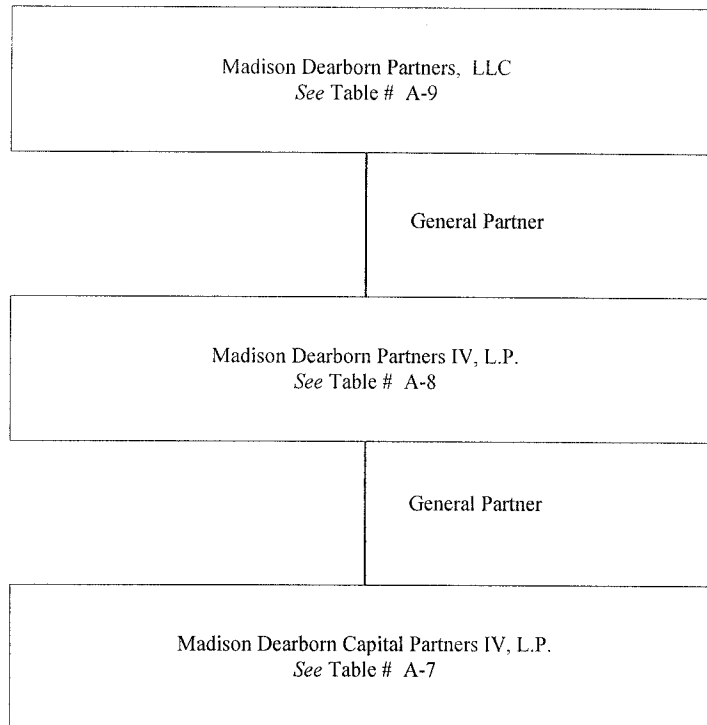 Madison Dearborn Partners, LLC
See Table # A-9
General Partner
Madison Dearborn Partners IV, L.P.
See Table # A-8
General Partner
Madison Dearborn Capital Partners IV, L.P.
See Table # A-7